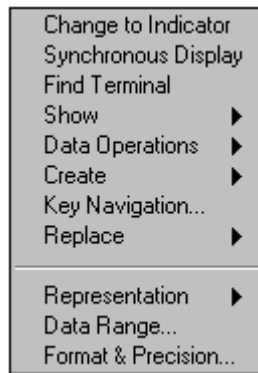 Change to Indicator
Synchronous Display
Find Terminal
Show
Data Operations
Create
Key Navigation...
Replace
Representation
Data Range...
Format & Precision...